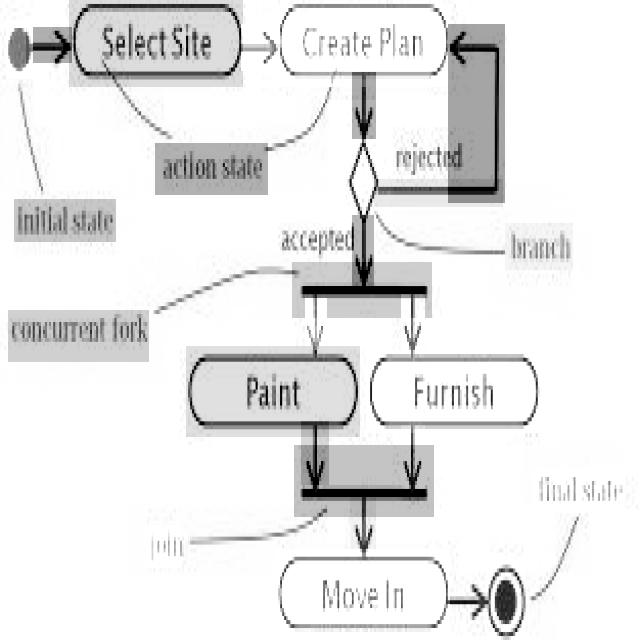 Select Site
Create Plan
action state
rejected
initial state
accepted
branch
concurrent fork
Paint
Furnish
final state
join
Move In